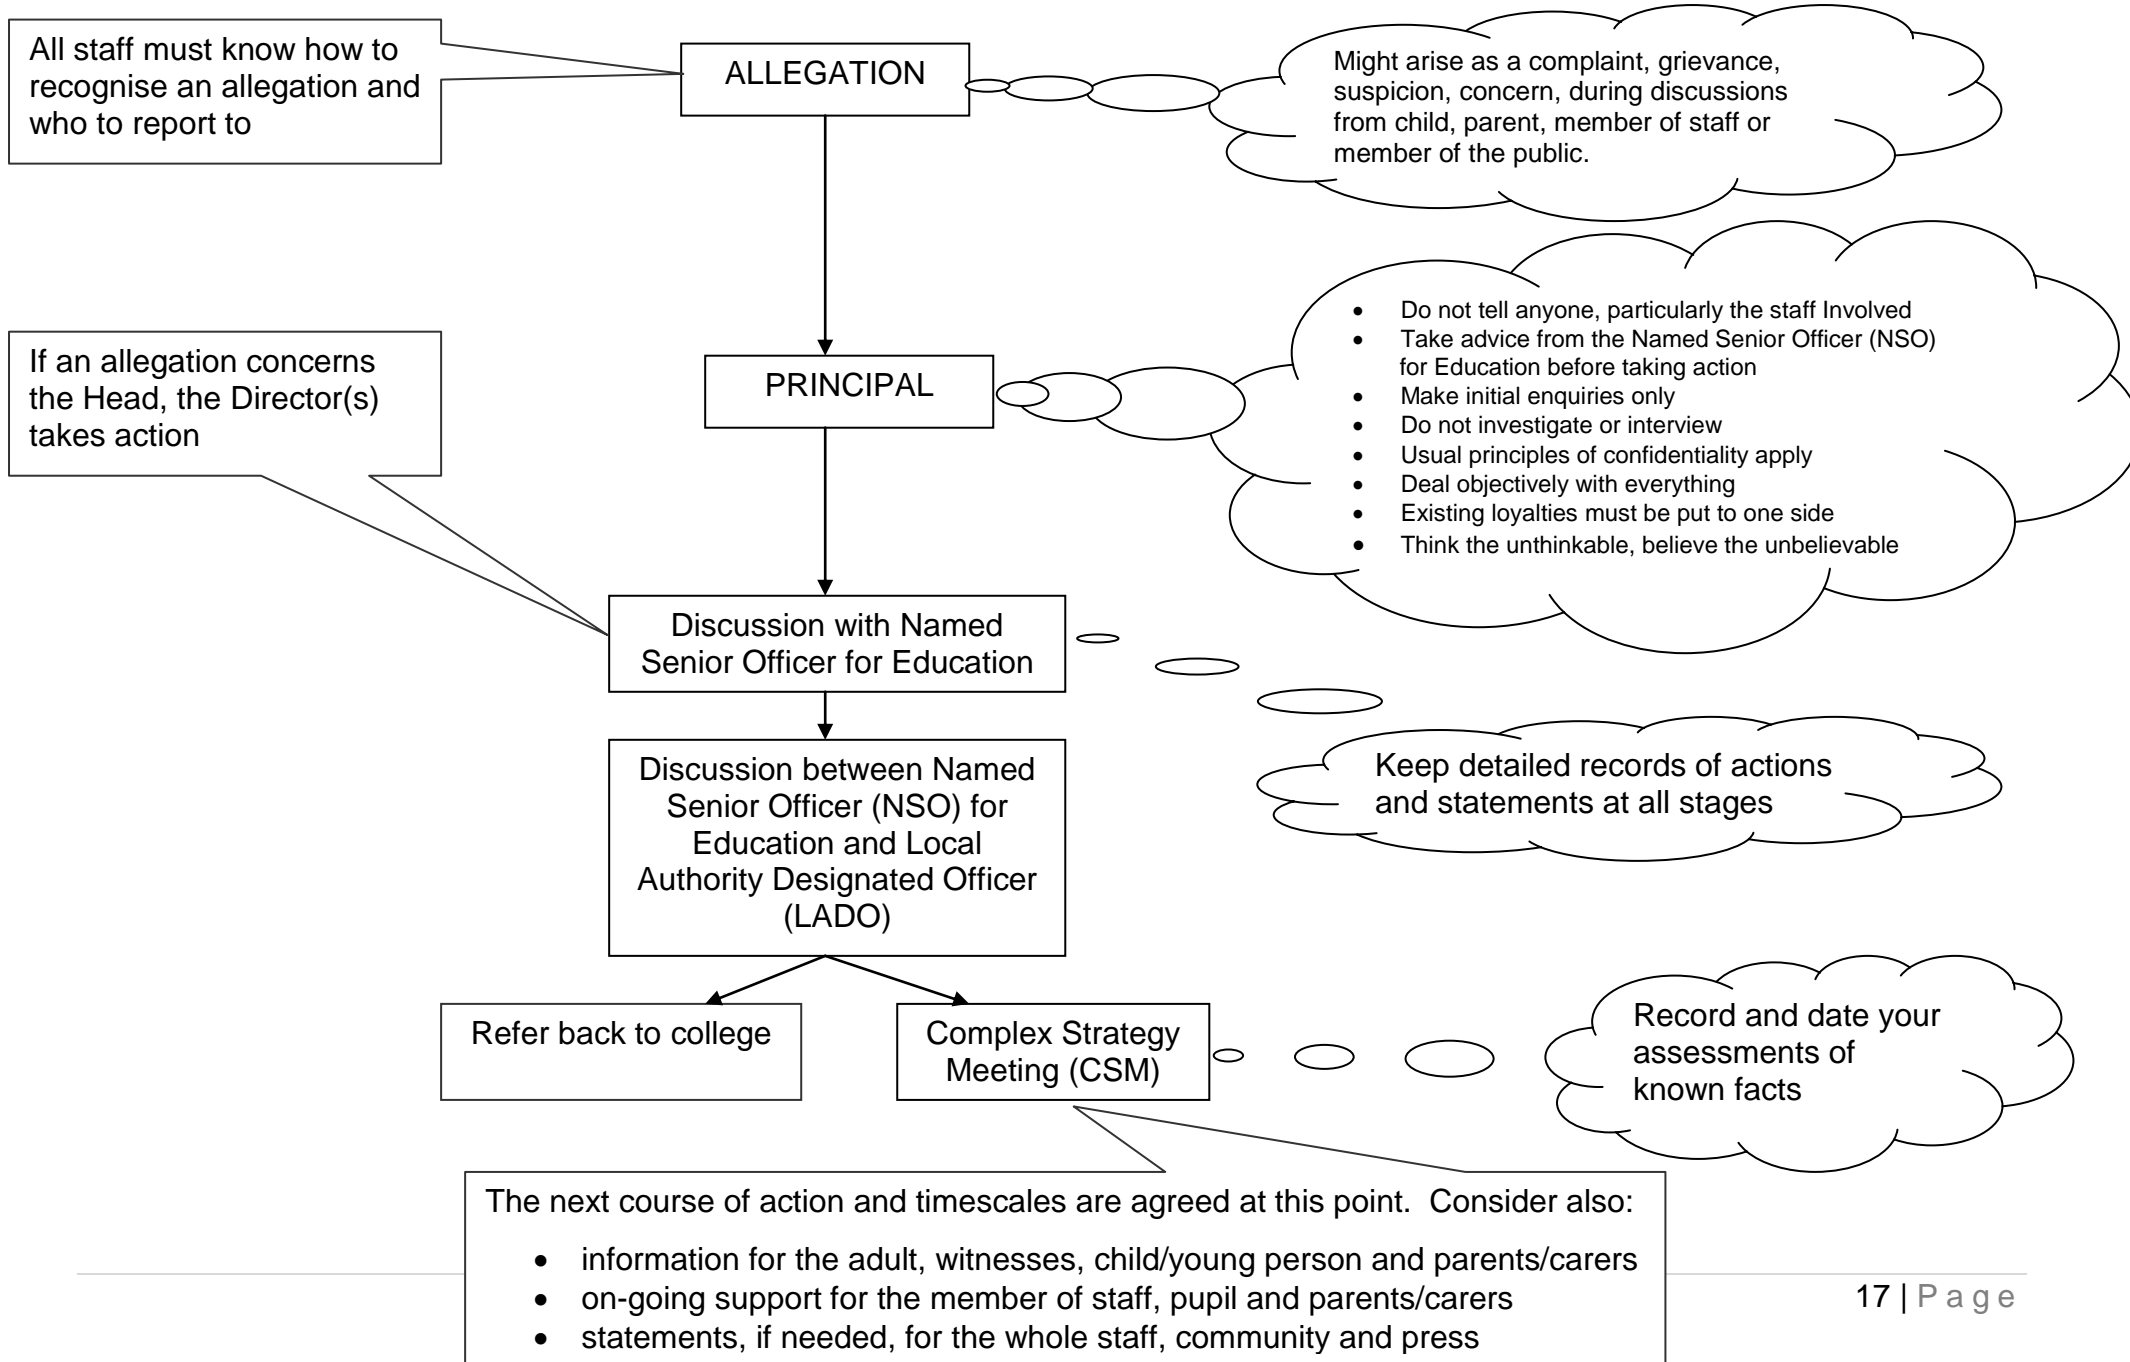 All staff must know how to
recognise an allegation and
who to report to
ALLEGATION
Might arise as a complaint, grievance,
suspicion, concern, during discussions
from child, parent, member of staff or
member of the public.
If an allegation concerns
the Head, the Director(s)
takes action
PRINCIPAL
• Do not tell anyone, particularly the staff Involved
• Take advice from the Named Senior Officer (NSO)
for Education before taking action
• Make initial enquiries only
• Do not investigate or interview
• Usual principles of confidentiality apply
• Deal objectively with everything
• Existing loyalties must be put to one side
• Think the unthinkable, believe the unbelievable
Discussion with Named
Senior Officer for Education
Discussion between Named
Senior Officer (NSO) for
Education and Local
Authority Designated Officer
(LADO)
Keep detailed records of actions
and statements at all stages
Refer back to college
Complex Strategy
Meeting (CSM)
Record and date your
assessments of
known facts
The next course of action and timescales are agreed at this point.  Consider also:
• information for the adult, witnesses, child/young person and parents/carers
• on-going support for the member of staff, pupil and parents/carers
• statements, if needed, for the whole staff, community and press
17 | Page